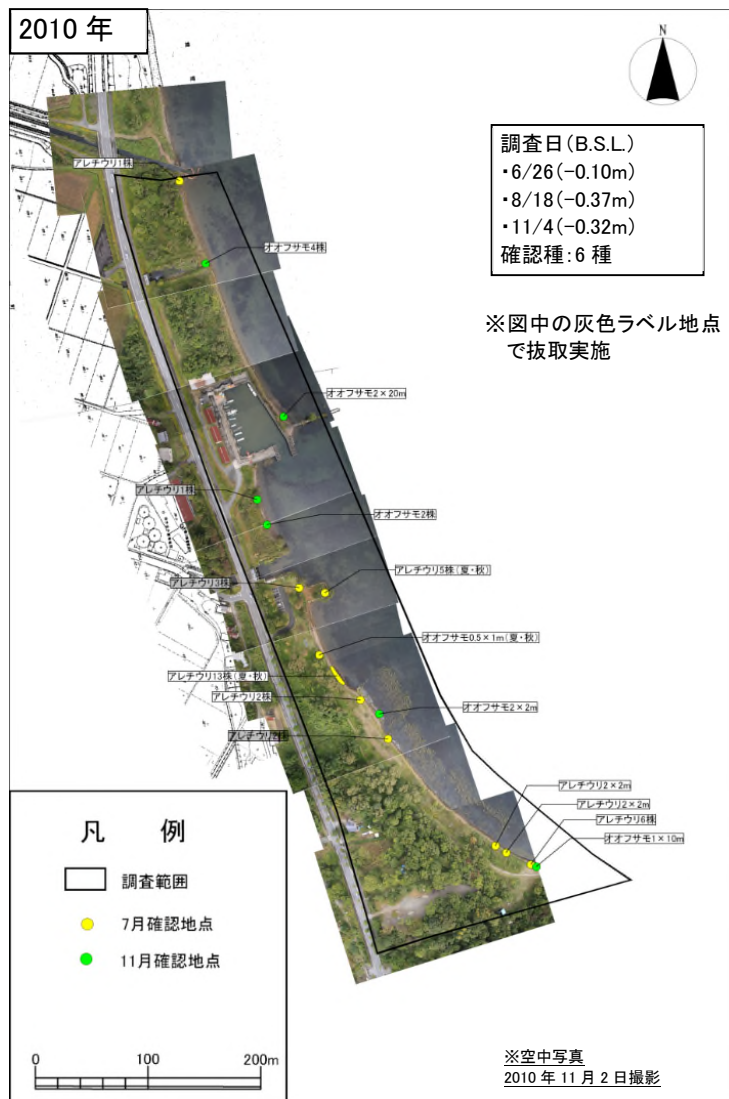 2010 年
N
調査日(B.S.L.)
・6/26(-0.10m)
・8/18(-0.37m)
・11/4(-0.32m)
確認種：6 種
※図中の灰色ラベル地点
で抜取実施
アレチウリ1株
オオフサモ4株
オオフサモ2×20m
アレチウリ1株
オオフサモ2株
アレチウリ3株
アレチウリ5株(夏・秋)
オオフサモ0.5×1m(夏・秋)
アレチウリ13株(夏・秋)
アレチウリ2株
オオフサモ2×2m
アレチウリ2株
アレチウリ2×2m
アレチウリ2×2m
アレチウリ6株
オオフサモ1×10m
凡 例
調査範囲
7月確認地点
11月確認地点
0 100 200m
※空中写真
2010 年 11 月 2 日撮影